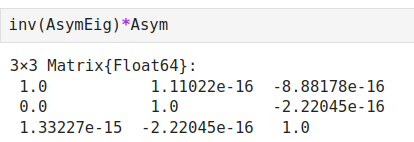 inv(AsymEig)*Asym
3×3 Matrix{Float64}:
1.0 1.11022e-16 -8.88178e-16
0.0 1.0 -2.22045e-16
1.33227e-15 -2.22045e-16 1.0